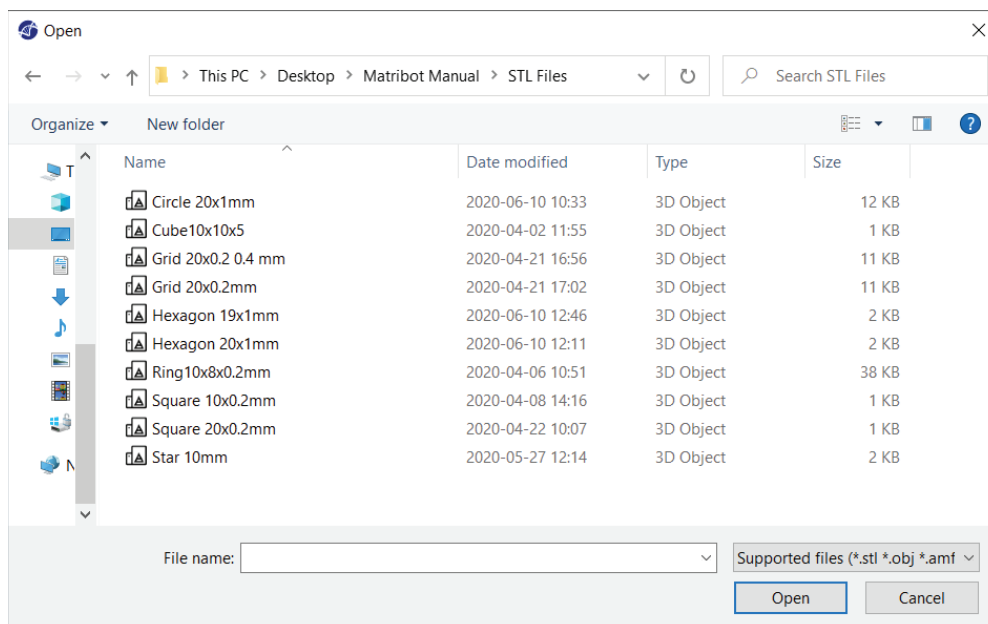 Open
This PC > Desktop > Matribot Manual > STL Files
Search STL Files
Organize
New folder
Name Date modified Type Size
Circle 20x1mm 2020-06-10 10:33 3D Object 12 KB
Cube10x10x5 2020-04-02 11:55 3D Object 1 KB
Grid 20x0.2 0.4 mm 2020-04-21 16:56 3D Object 11 KB
Grid 20x0.2mm 2020-04-21 17:02 3D Object 11 KB
Hexagon 19x1mm 2020-06-10 12:46 3D Object 2 KB
Hexagon 20x1mm 2020-06-10 12:11 3D Object 2 KB
Ring10x8x0.2mm 2020-04-06 10:51 3D Object 38 KB
Square 10x0.2mm 2020-04-08 14:16 3D Object 1 KB
Square 20x0.2mm 2020-04-22 10:07 3D Object 1 KB
Star 10mm 2020-05-27 12:14 3D Object 2 KB
T
N
File name:
Supported files (*.stl *.obj *.amf
Open
Cancel